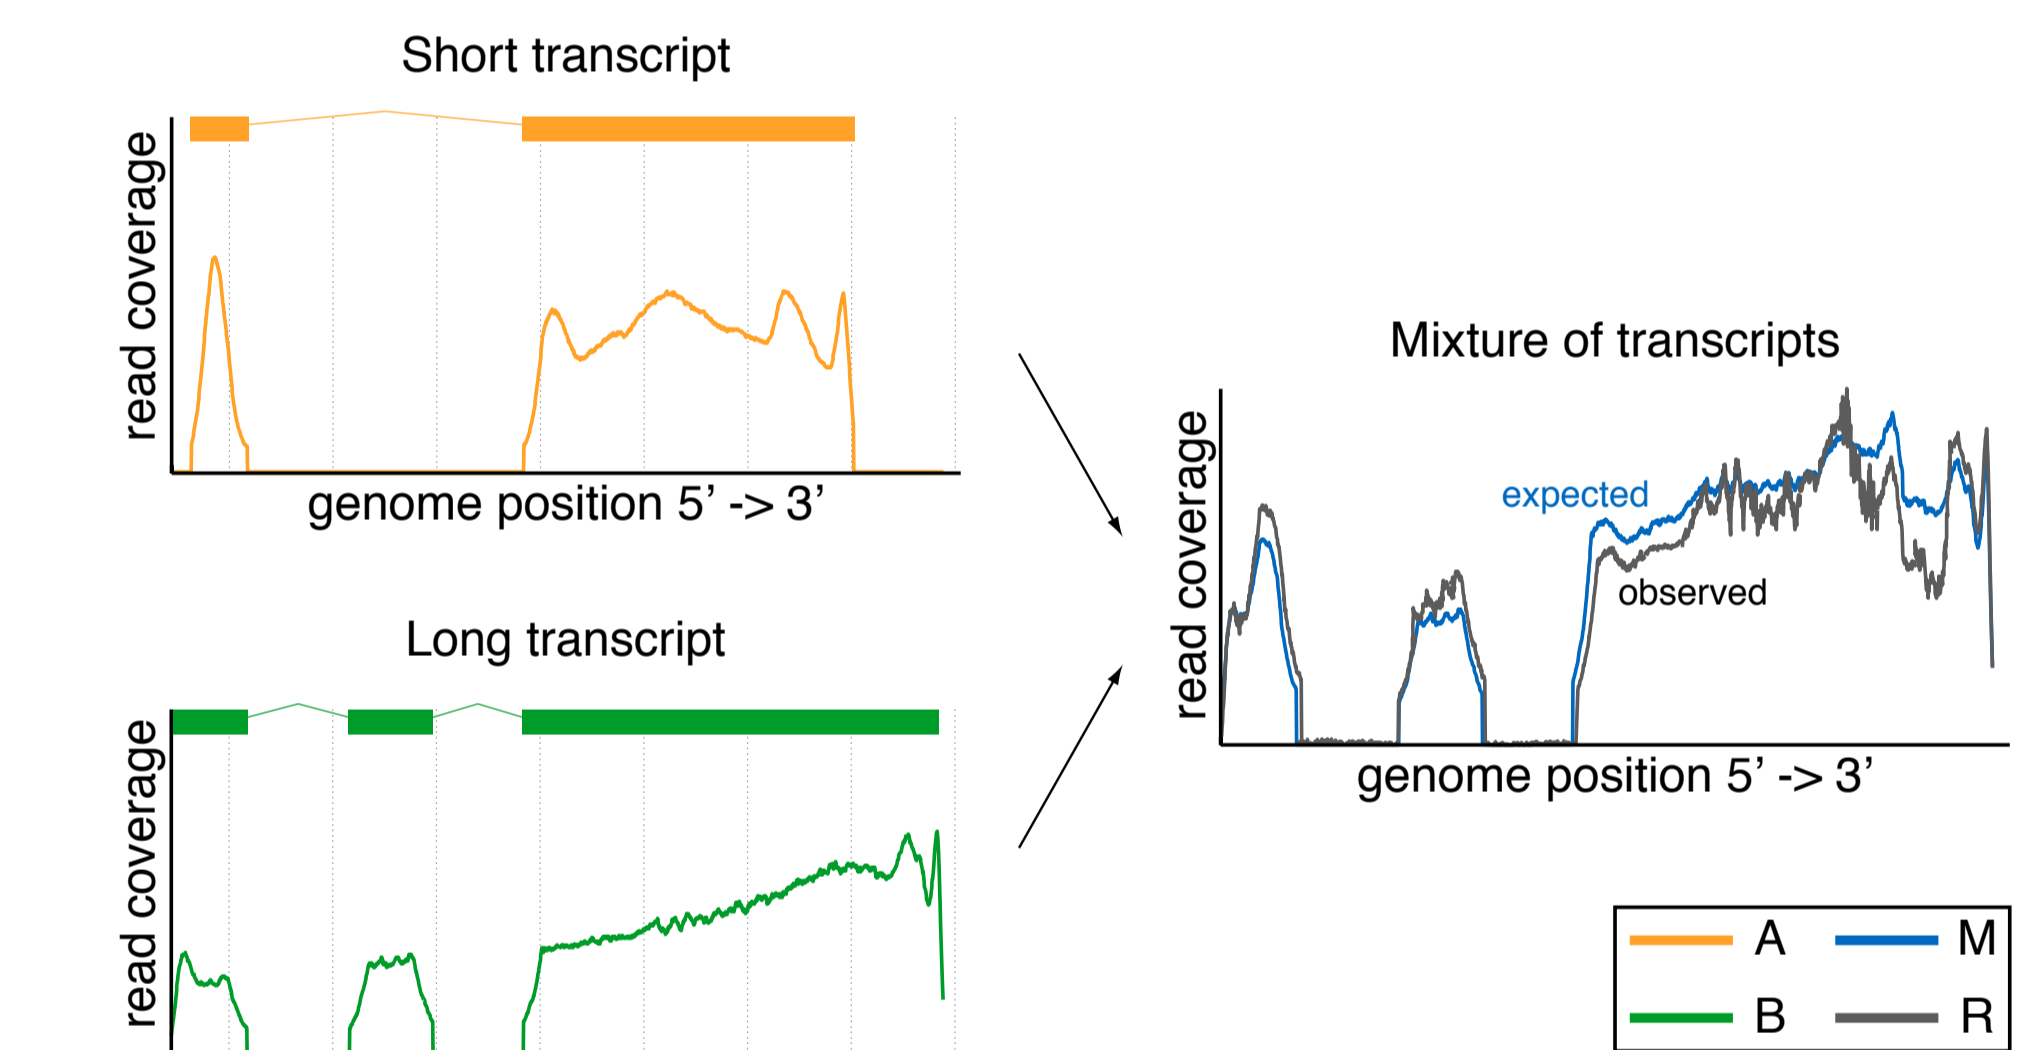 Short transcript
read coverage
genome position 5’ -> 3’
Long transcript
read coverage
Mixture of transcripts
read coverage
expected
observed
genome position 5’ -> 3’
A
M
B
R